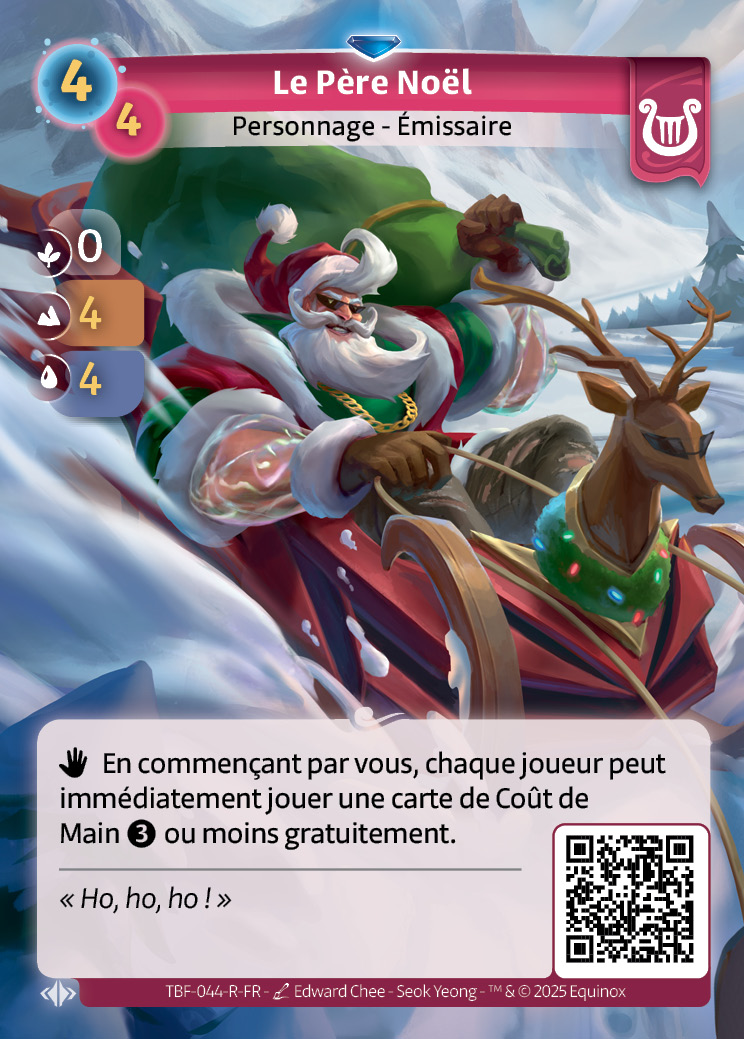 4
Le Père Noël
4
Personnage - Émissaire
0
4
4
En commençant par vous, chaque joueur peut
immédiatement jouer une carte de Coût de
Main 3 ou moins gratuitement.
« Ho, ho, ho ! »
TBF-044-R-FR - Edward Chee - Seok Yeong - ™ & © 2025 Equinox